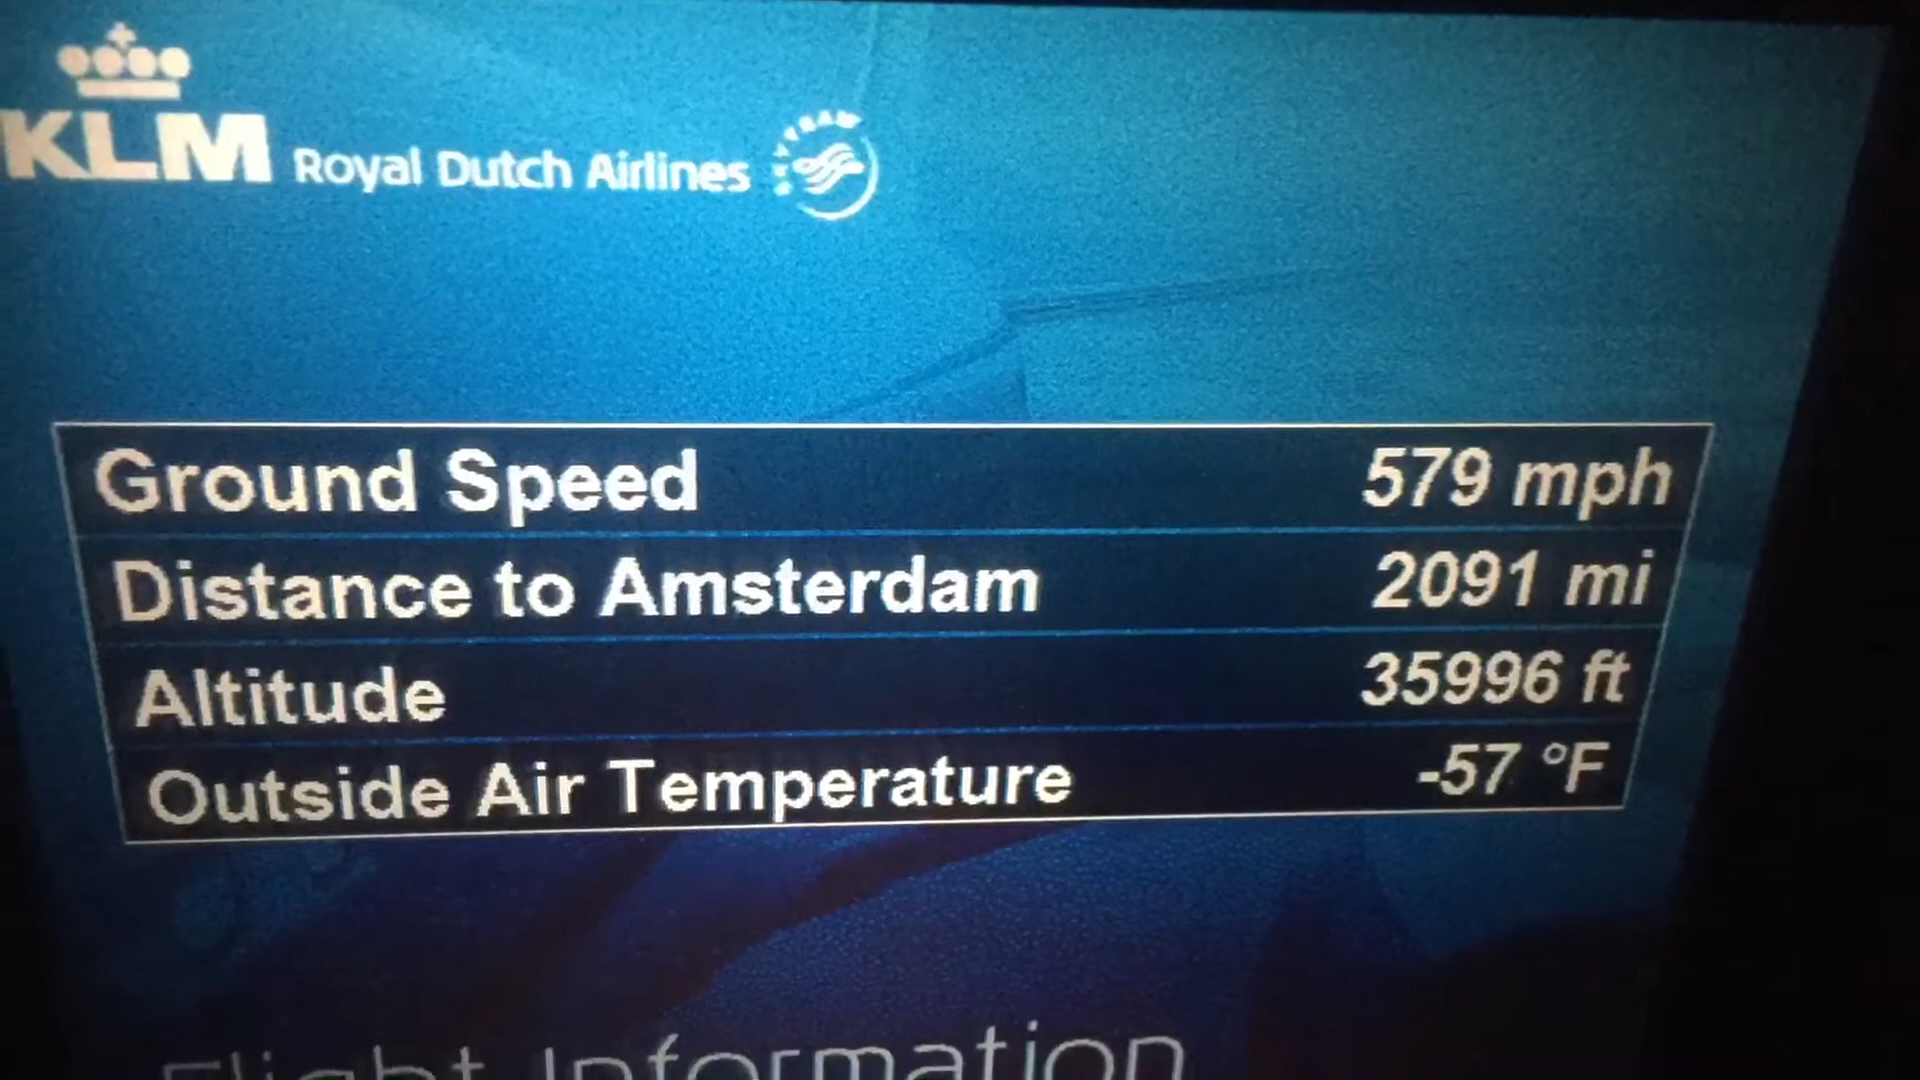 KLM Royal Dutch Airlines SKYTEAM
Ground Speed 579 mph
Distance to Amsterdam 2091 mi
Altitude 35996 ft
Outside Air Temperature -57 °F
Flight Information